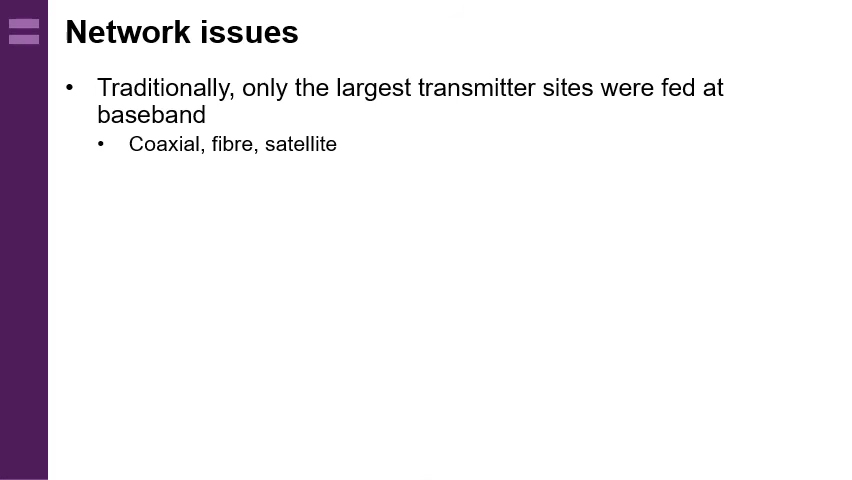 Network issues
• Traditionally, only the largest transmitter sites were fed at
baseband
• Coaxial, fibre, satellite